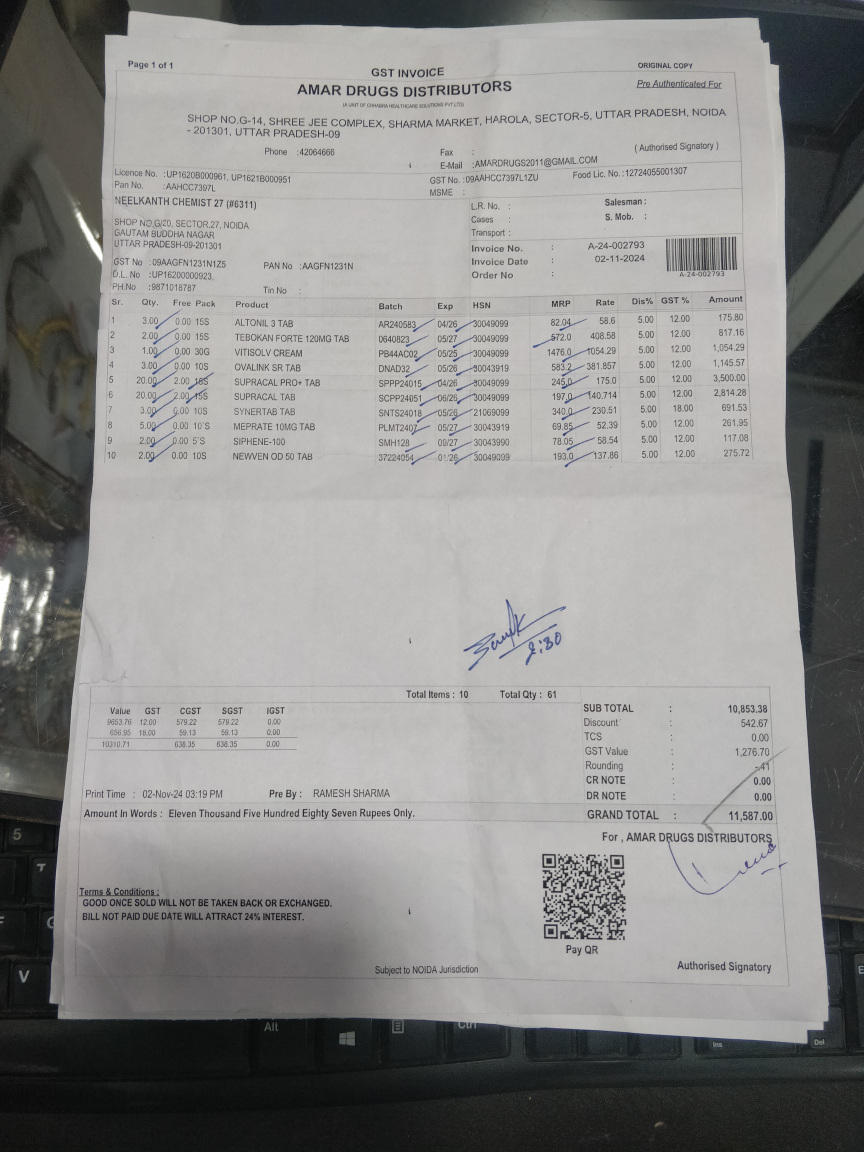 Page 1 of 1
GST INVOICE
ORIGINAL COPY
AMAR DRUGS DISTRIBUTORS
Pre Authenticated For
(A UNIT OF CHHABRA HEALTHCARE SOLUTIONS PVT LTD)
SHOP NO.G-14, SHREE JEE COMPLEX, SHARMA MARKET, HAROLA, SECTOR-5, UTTAR PRADESH, NOIDA
- 201301, UTTAR PRADESH-09
Phone :42064666 Fax : ( Authorised Signatory )
E-Mail :AMARDRUGS2011@GMAIL.COM
Licence No. :UP1620B000961, UP1621B000951 GST No. :09AAHCC7397L1ZU Food Lic. No. :12724055001307
Pan No. :AAHCC7397L MSME :
NEELKANTH CHEMIST 27 (#6311) L.R. No. : Salesman :
SHOP NO.G/20, SECTOR,27, NOIDA Cases : S. Mob. :
GAUTAM BUDDHA NAGAR Transport :
UTTAR PRADESH-09-201301 Invoice No. : A-24-002793
GST No :09AAGFN1231N1Z5 PAN No :AAGFN1231N Invoice Date : 02-11-2024
D.L. No :UP16200000923, Order No : A-24-002793
PH.No :9871018787 Tin No :
Sr. Qty. Free Pack Product Batch Exp HSN MRP Rate Dis% GST % Amount
1 3.00 0.00 15S ALTONIL 3 TAB AR240583 04/26 30049099 82.04 58.6 5.00 12.00 175.80
2 2.00 0.00 15S TEBOKAN FORTE 120MG TAB 0640823 05/27 30049099 572.0 408.58 5.00 12.00 817.16
3 1.00 0.00 30G VITISOLV CREAM PB44AC02 05/25 30049099 1476.0 1054.29 5.00 12.00 1,054.29
4 3.00 0.00 10S OVALINK SR TAB DNAD32 05/26 30043919 583.2 381.857 5.00 12.00 1,145.57
5 20.00 2.00 15S SUPRACAL PRO+ TAB SPPP24015 04/26 30049099 245.0 175.0 5.00 12.00 3,500.00
6 20.00 2.00 15S SUPRACAL TAB SCPP24051 06/26 30049099 197.0 140.714 5.00 12.00 2,814.28
7 3.00 0.00 10S SYNERTAB TAB SNTS24018 05/26 21069099 340.0 230.51 5.00 18.00 691.53
8 5.00 0.00 10'S MEPRATE 10MG TAB PLMT2407 05/27 30043919 69.85 52.39 5.00 12.00 261.95
9 2.00 0.00 5'S SIPHENE-100 SMH128 09/27 30043990 78.05 58.54 5.00 12.00 117.08
10 2.00 0.00 10S NEWVEN OD 50 TAB 37224054 01/26 30049099 193.0 137.86 5.00 12.00 275.72
2:30
Total Items : 10 Total Qty : 61
Value GST CGST SGST IGST
9653.76 12.00 579.22 579.22 0.00
656.95 18.00 59.13 59.13 0.00
10310.71 638.35 638.35 0.00
SUB TOTAL : 10,853.38
Discount : 542.67
TCS : 0.00
GST Value : 1,276.70
Rounding : -.41
CR NOTE : 0.00
DR NOTE : 0.00
Print Time : 02-Nov-24 03:19 PM Pre By : RAMESH SHARMA
Amount In Words : Eleven Thousand Five Hundred Eighty Seven Rupees Only. GRAND TOTAL : 11,587.00
For , AMAR DRUGS DISTRIBUTORS
Terms & Conditions :
GOOD ONCE SOLD WILL NOT BE TAKEN BACK OR EXCHANGED.
BILL NOT PAID DUE DATE WILL ATTRACT 24% INTEREST.
Pay QR
Subject to NOIDA Jurisdiction
Authorised Signatory
5
T
F
G
V
Alt
Ctrl
Ins
Del
E